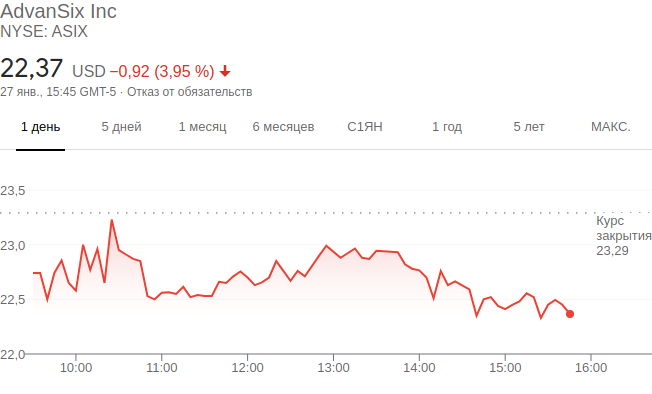 AdvanSix Inc
NYSE: ASIX
22,37 USD −0,92 (3,95 %)
27 янв., 15:45 GMT-5 · Отказ от обязательств
1 день 5 дней 1 месяц 6 месяцев С1ЯН 1 год 5 лет МАКС.
23,5
Курс
закрытия
23,29
23,0
22,5
22,0
10:00 11:00 12:00 13:00 14:00 15:00 16:00